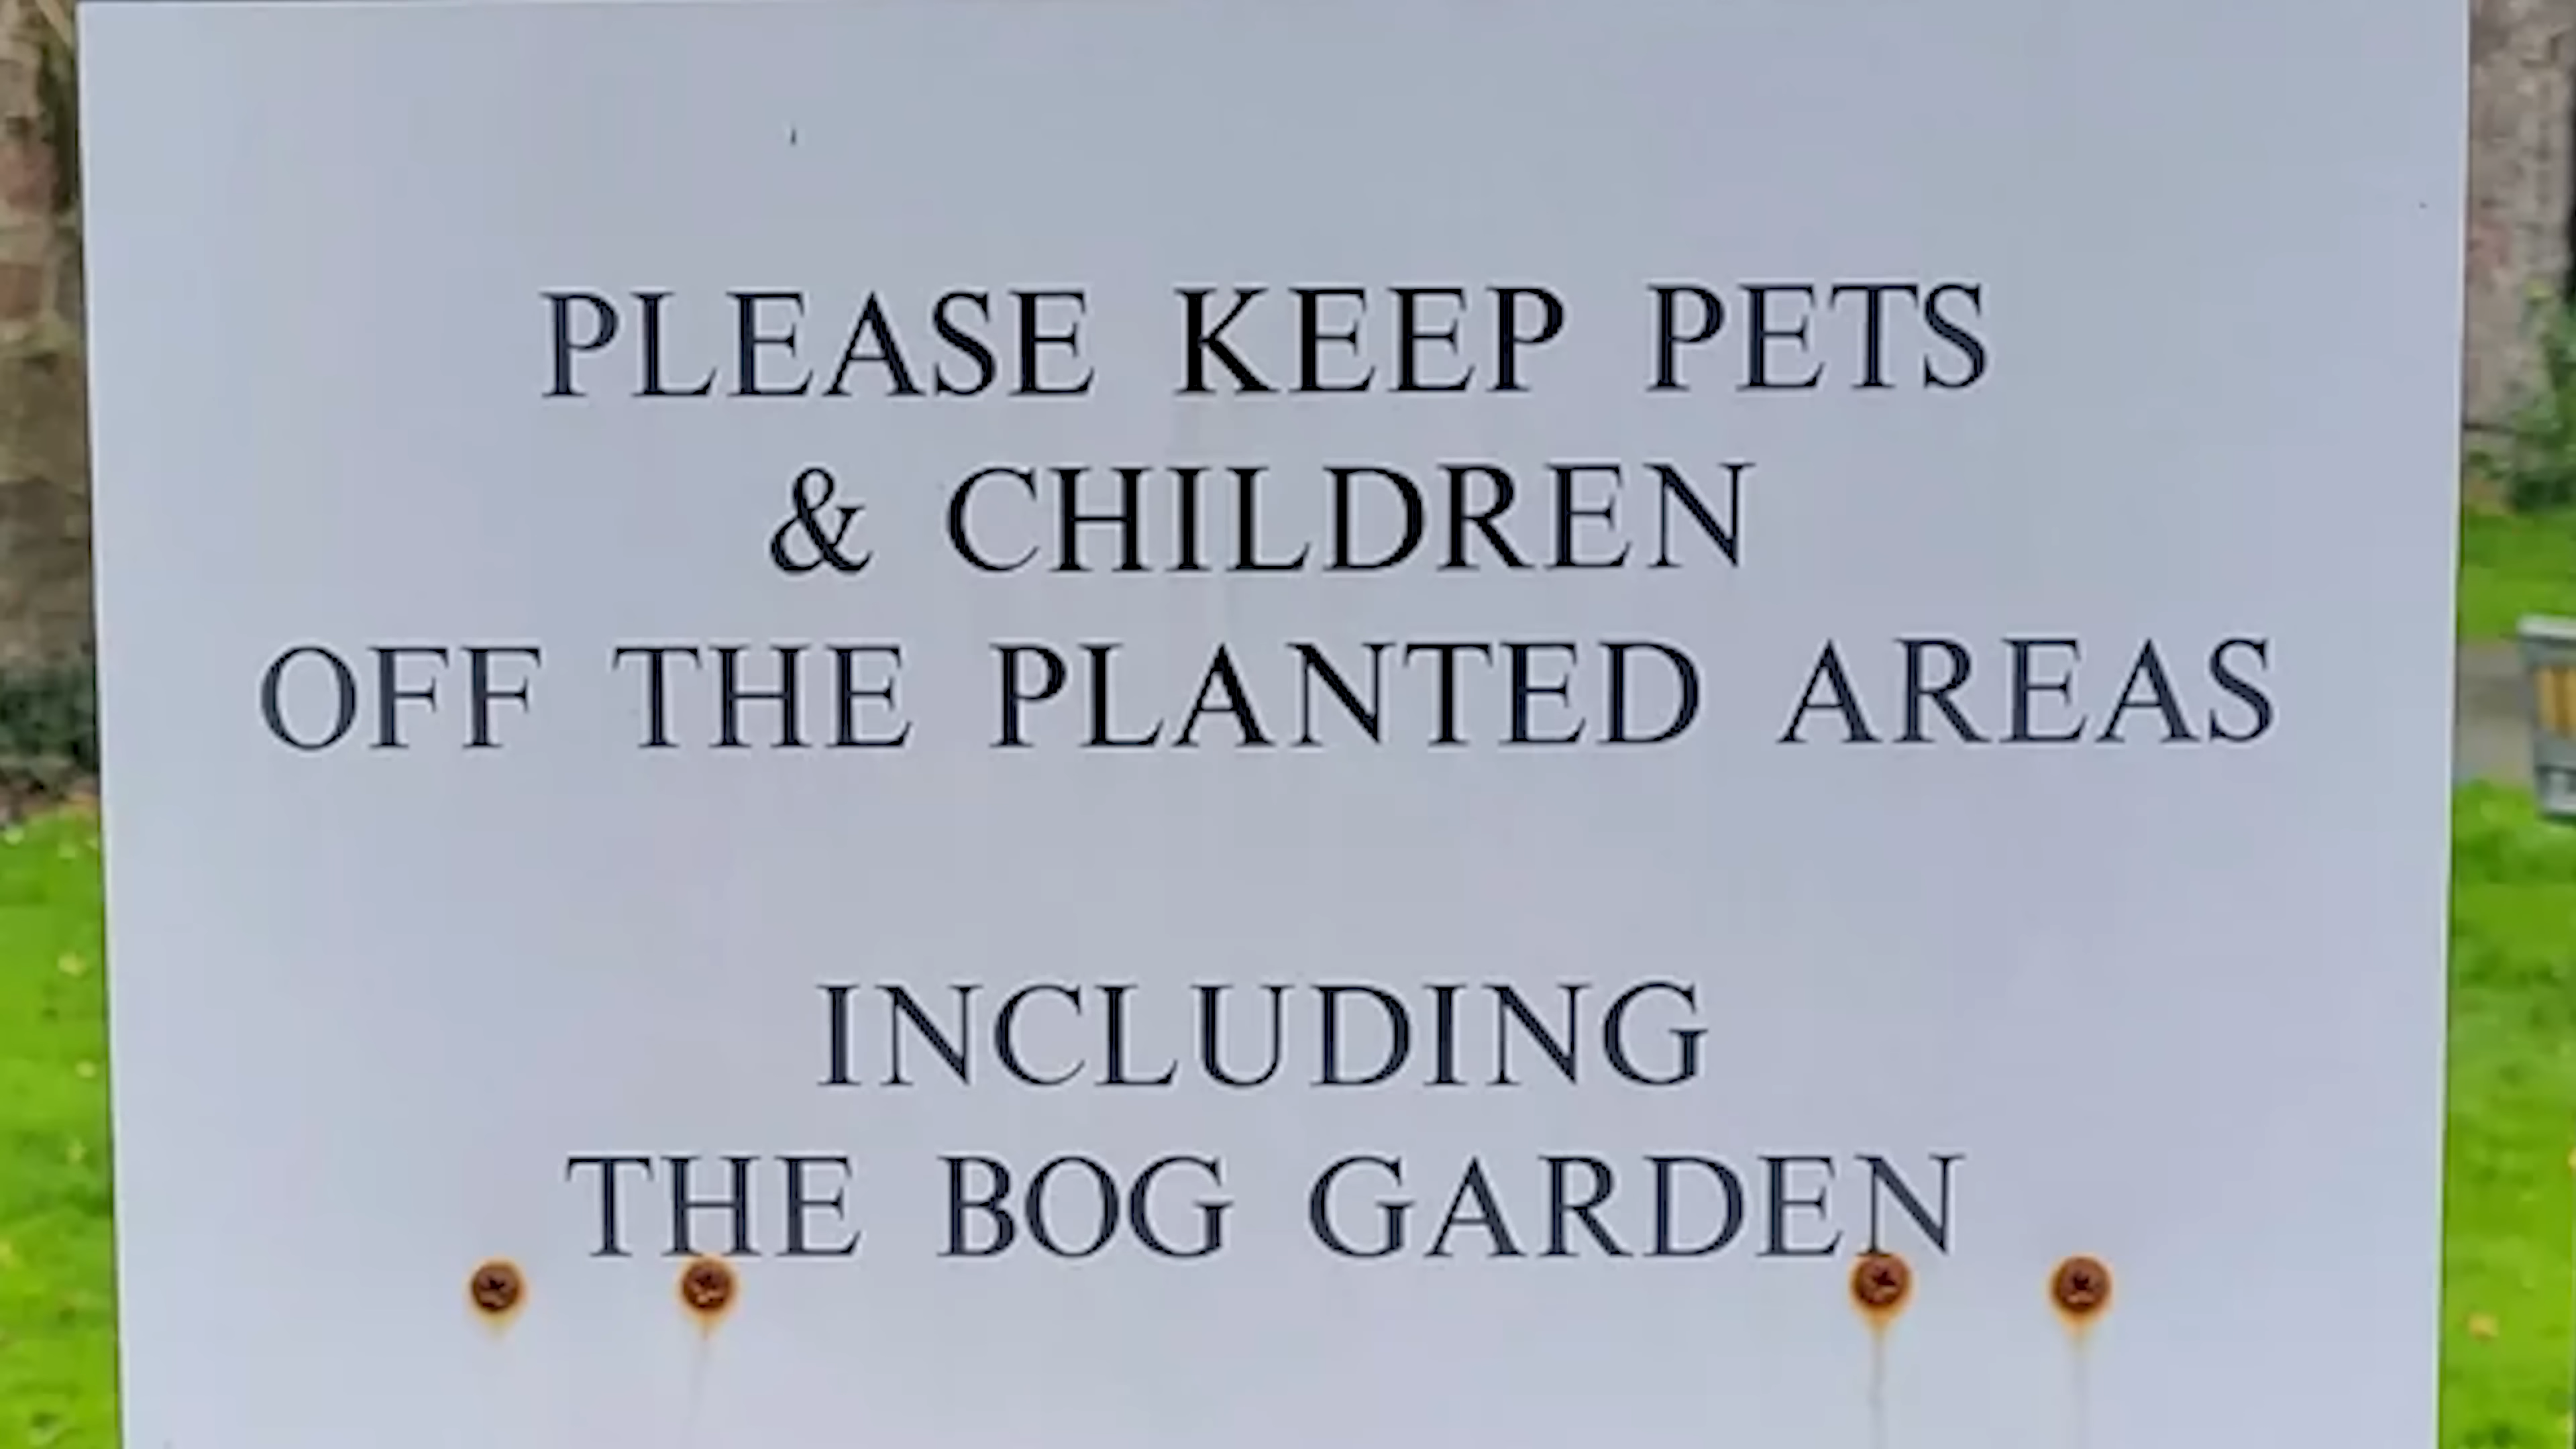 PLEASE KEEP PETS
& CHILDREN
OFF THE PLANTED AREAS
INCLUDING
THE BOG GARDEN